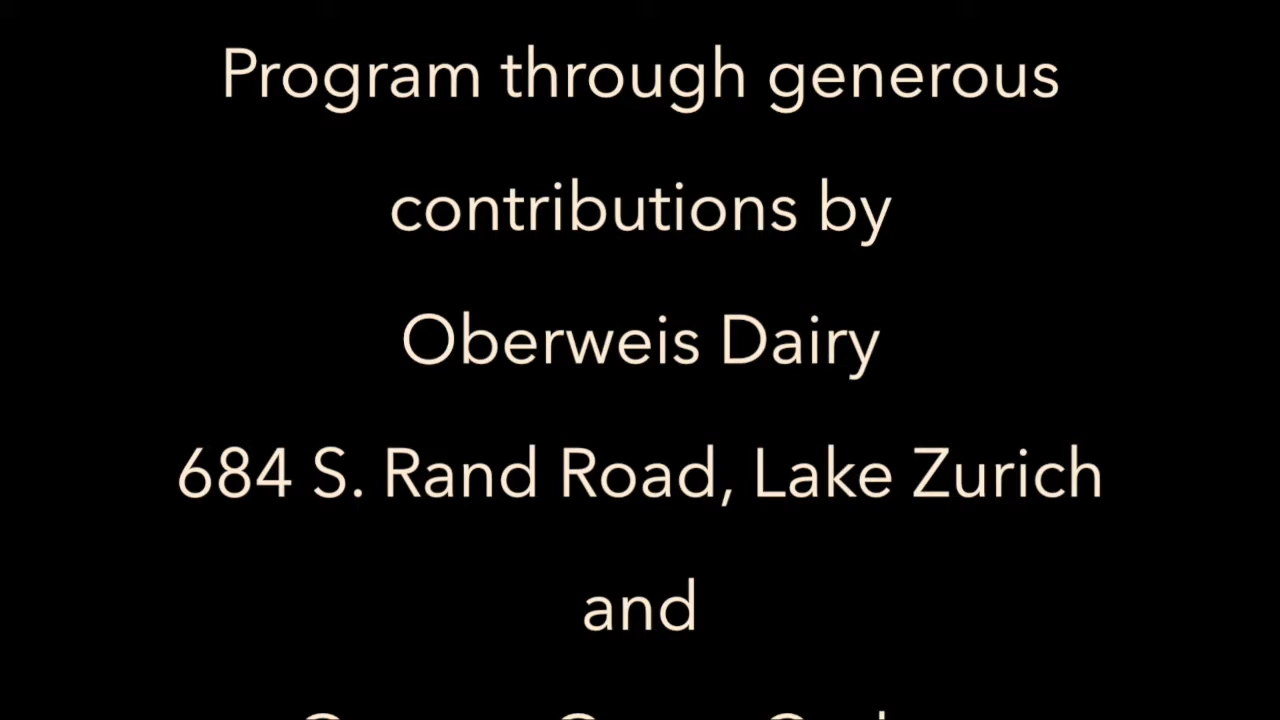 Program through generous
contributions by
Oberweis Dairy
684 S. Rand Road, Lake Zurich
and